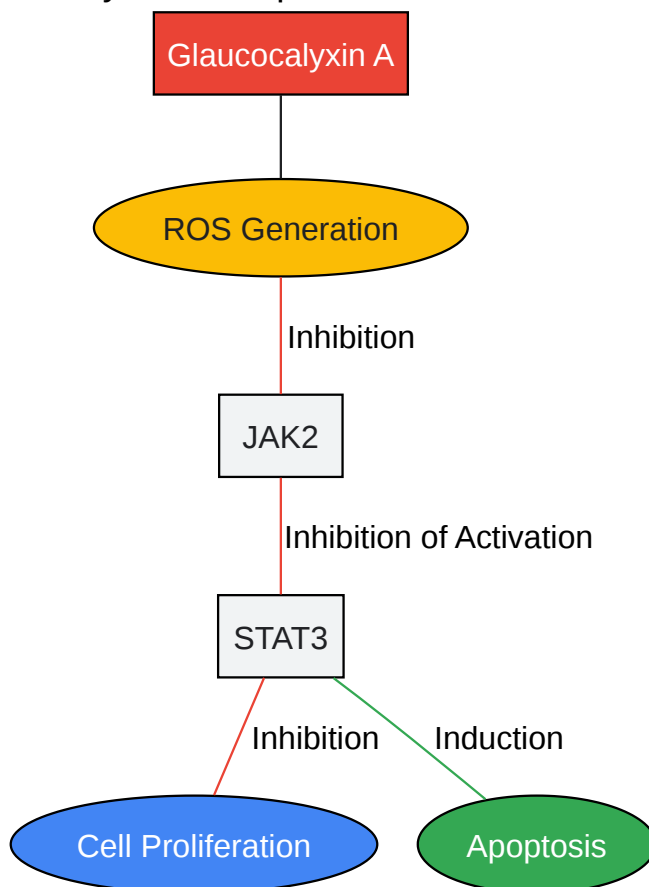 Glaucocalyxin A
ROS Generation
Inhibition
JAK2
Inhibition of Activation
STAT3
Inhibition
Induction
Cell Proliferation
Apoptosis